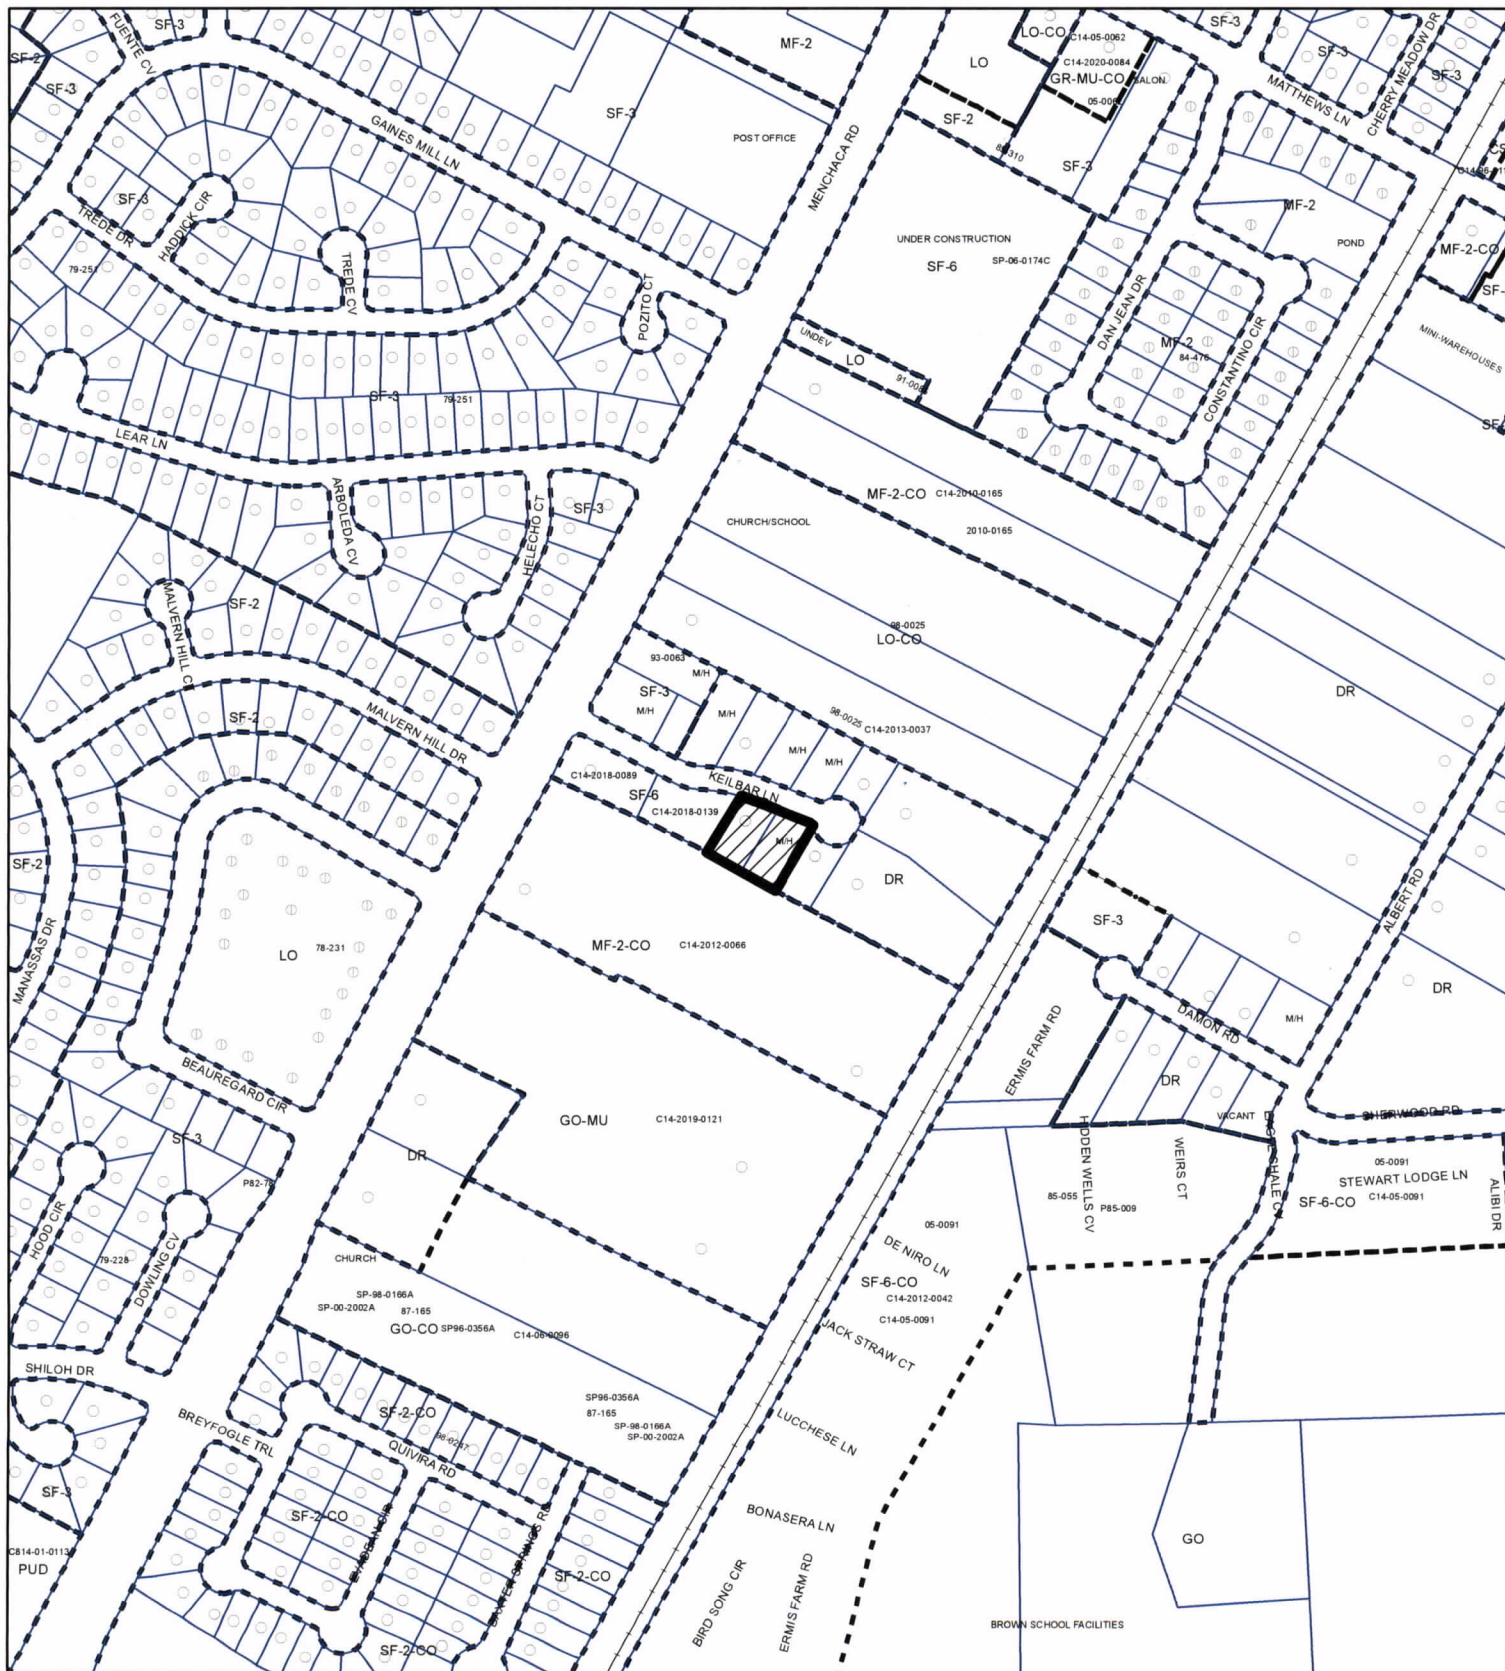 SF-3
FUENTE CV
SF-2
SF-3
GAINES MILL LN
SF-3
MF-2
POST OFFICE
MENCHACA RD
LO-CO
C14-05-0062
LO
C14-2020-0084
GR-MU-CO
SALON
SF-2
SF-3
SF-3
SF-3
SF-3
CHERRY MEADOW DR
MATTHEWS LN
MF-2
POND
MF-2-CO
SF-3
HADDICK CIR
TREDE DR
TREDE CV
79-251
POZITO CT
UNDER CONSTRUCTION
SF-6
SP-06-0174C
DAN JEAN DR
MF-2
84-476
CONSTANTINO CIR
MINI-WAREHOUSES
UNDEV
LO
SF-3
79-251
LEAR LN
ARBOLEDA CV
HELECHO CT
SF-3
MF-2-CO
C14-2010-0165
2010-0165
CHURCH/SCHOOL
98-0025
LO-CO
MALVERN HILL CT
SF-2
93-0063
M/H
SF-3
M/H
M/H
M/H
M/H
98-0025
C14-2013-0037
DR
SF-2
MALVERN HILL DR
C14-2018-0089
SF-6
C14-2018-0139
KEILBAR LN
M/H
DR
SF-2
MANASSAS DR
LO
78-231
MF-2-CO
C14-2012-0066
SF-3
ALBERT RD
DR
DAMON RD
M/H
ERMIS FARM RD
DR
VACANT
SHERWOOD RD
BEAUREGARD CIR
SF-3
P82-78
GO-MU
C14-2019-0121
DR
HOOD CIR
79-228
DOWLING CV
HIDDEN WELLS CV
WEIRS CT
EAGLE SHALE CV
05-0091
STEWART LODGE LN
SF-6-CO
C14-05-0091
ALIBI DR
85-055
P85-009
05-0091
DE NIRO LN
SF-6-CO
C14-2012-0042
C14-05-0091
JACK STRAW CT
CHURCH
SP-98-0166A
SP-00-2002A
87-165
GO-CO
SP96-0356A
C14-06-0096
SHILOH DR
BREYFOGLE TRL
SF-2-CO
98-0247
QUIVIRA RD
SP96-0356A
87-165
SP-98-0166A
SP-00-2002A
LUCCHESE LN
BONASERA LN
SF-3
C814-01-0113
PUD
SF-2-CO
EVADEAN CIR
BAXTER SPRINGS RD
SF-2-CO
SF-2-CO
BIRD SONG CIR
ERMIS FARM RD
GO
BROWN SCHOOL FACILITIES